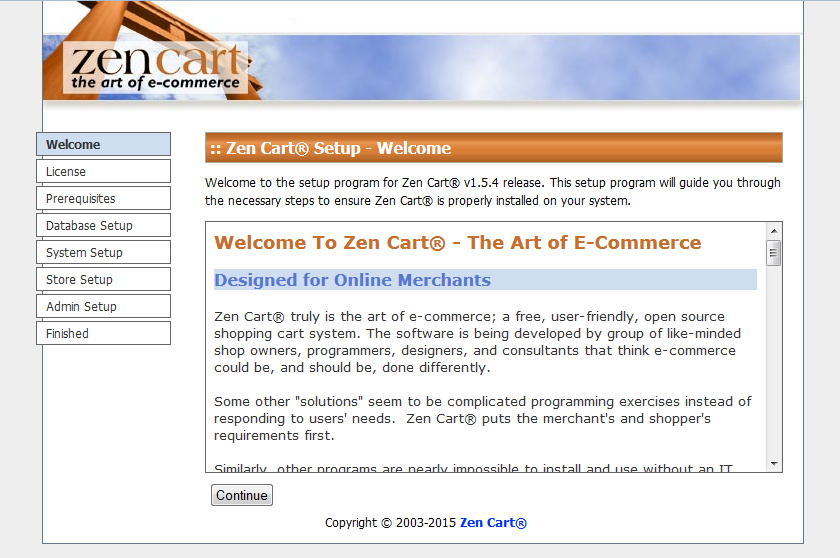 zencart
the art of e-commerce
Welcome
License
Prerequisites
Database Setup
System Setup
Store Setup
Admin Setup
Finished
:: Zen Cart® Setup - Welcome
Welcome to the setup program for Zen Cart® v1.5.4 release. This setup program will guide you through
the necessary steps to ensure Zen Cart® is properly installed on your system.
Welcome To Zen Cart® - The Art of E-Commerce
Designed for Online Merchants
Zen Cart® truly is the art of e-commerce; a free, user-friendly, open source
shopping cart system. The software is being developed by group of like-minded
shop owners, programmers, designers, and consultants that think e-commerce
could be, and should be, done differently.
Some other "solutions" seem to be complicated programming exercises instead of
responding to users' needs.  Zen Cart® puts the merchant's and shopper's
requirements first.
Similarly, other programs are nearly impossible to install and use without an IT
Continue
Copyright © 2003-2015 Zen Cart®